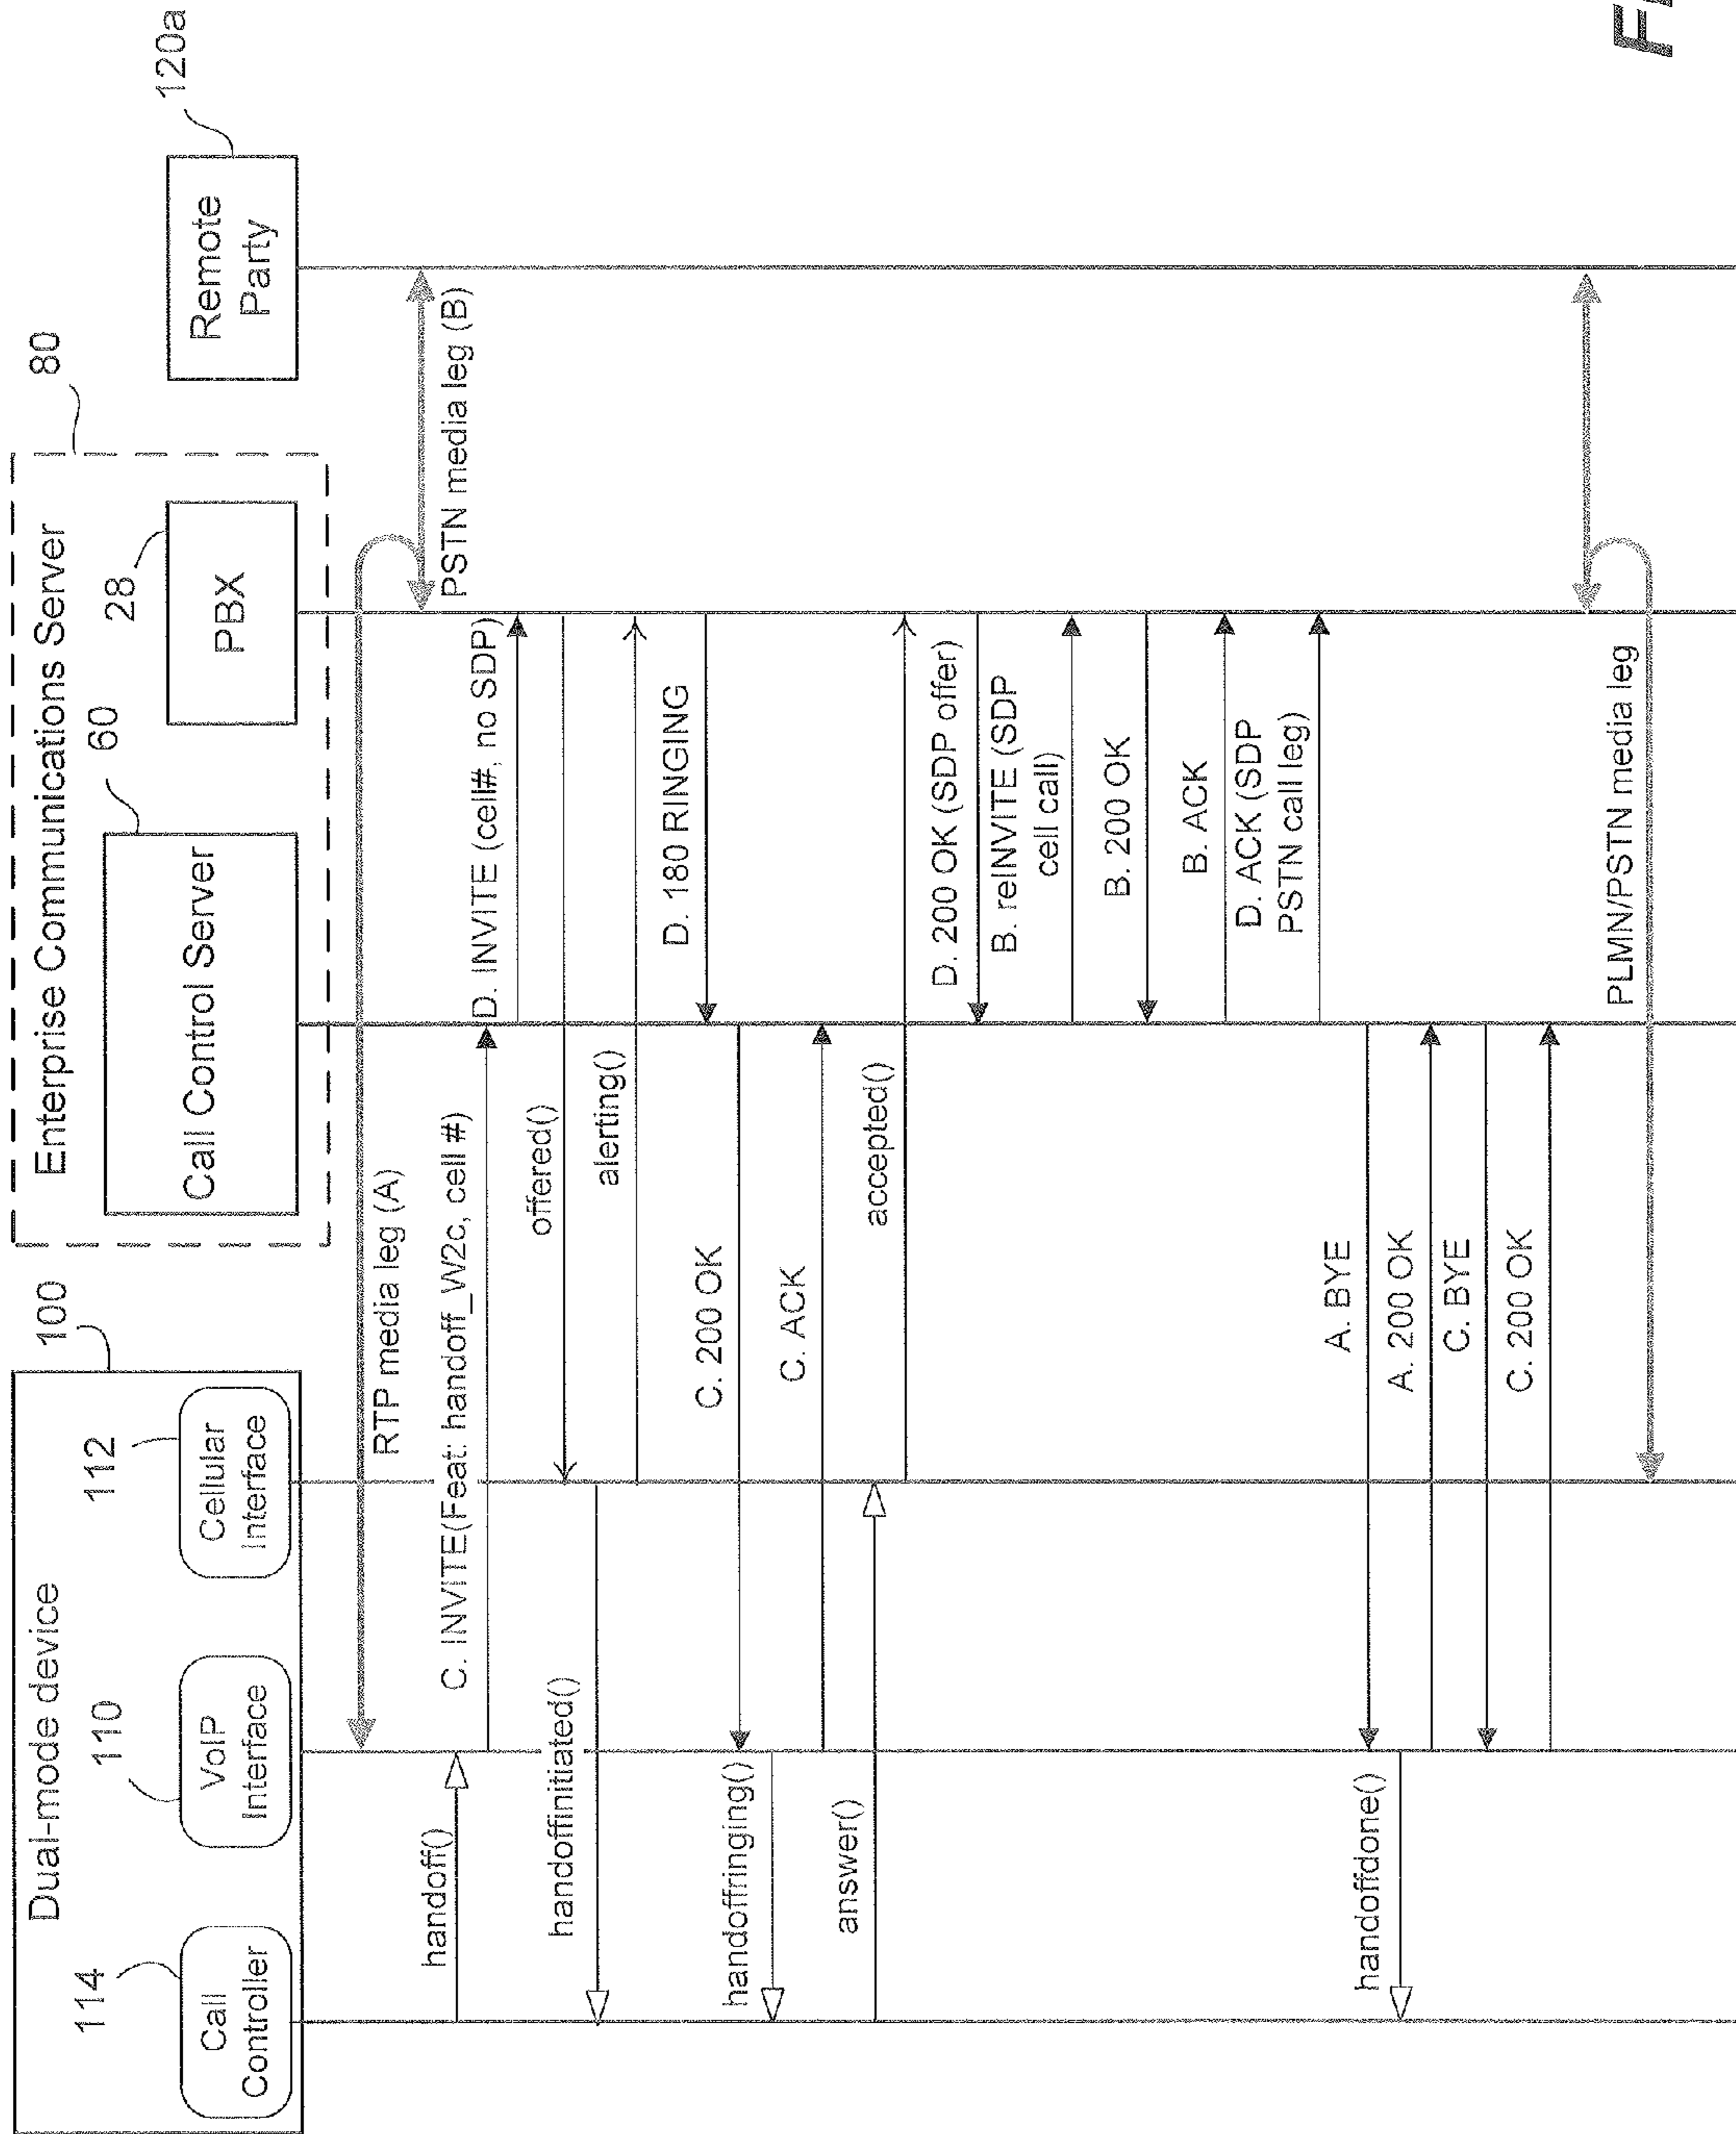 Dual-mode device
100
114
110
112
Call
Controller
VoIP
Interface
Cellular
Interface
Enterprise Communications Server
80
60
28
Call Control Server
PBX
Remote
Party
120a
RTP media leg (A)
PSTN media leg (B)
handoff()
C. INVITE(Feat: handoff_W2c, cell #)
D. INVITE (cell#, no SDP)
offered()
handoffinitiated()
alerting()
D. 180 RINGING
C. 200 OK
handoffringing()
C. ACK
answer()
accepted()
D. 200 OK (SDP offer)
B. reINVITE (SDP
cell call)
B. 200 OK
B. ACK
D. ACK (SDP
PSTN call leg)
A. BYE
handoffdone()
A. 200 OK
C. BYE
C. 200 OK
PLMN/PSTN media leg